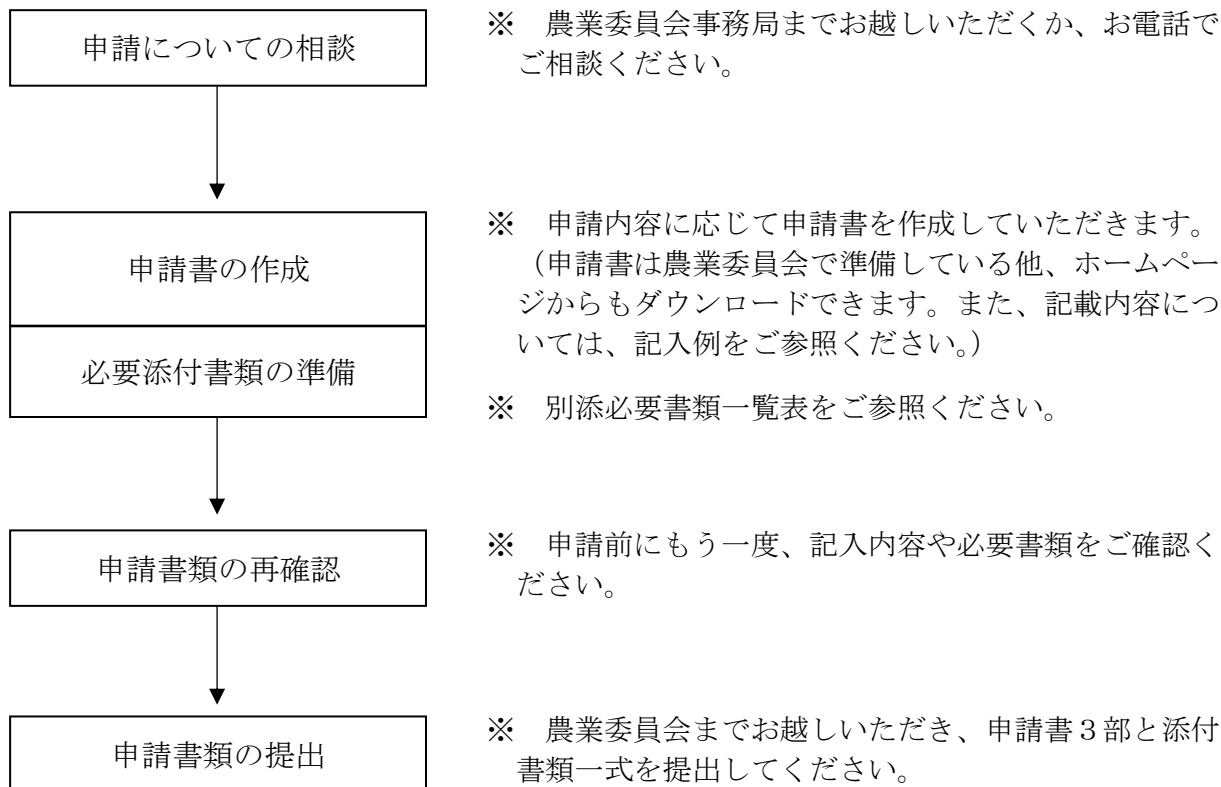 申請についての相談
※ 農業委員会事務局までお越しいただくか、お電話で
ご相談ください。
申請書の作成
※ 申請内容に応じて申請書を作成していただきます。
（申請書は農業委員会で準備している他、ホームペー
ジからもダウンロードできます。また、記載内容につ
いては、記入例をご参照ください。）
必要添付書類の準備
※ 別添必要書類一覧表をご参照ください。
申請書類の再確認
※ 申請前にもう一度、記入内容や必要書類をご確認く
ださい。
申請書類の提出
※ 農業委員会までお越しいただき、申請書３部と添付
書類一式を提出してください。